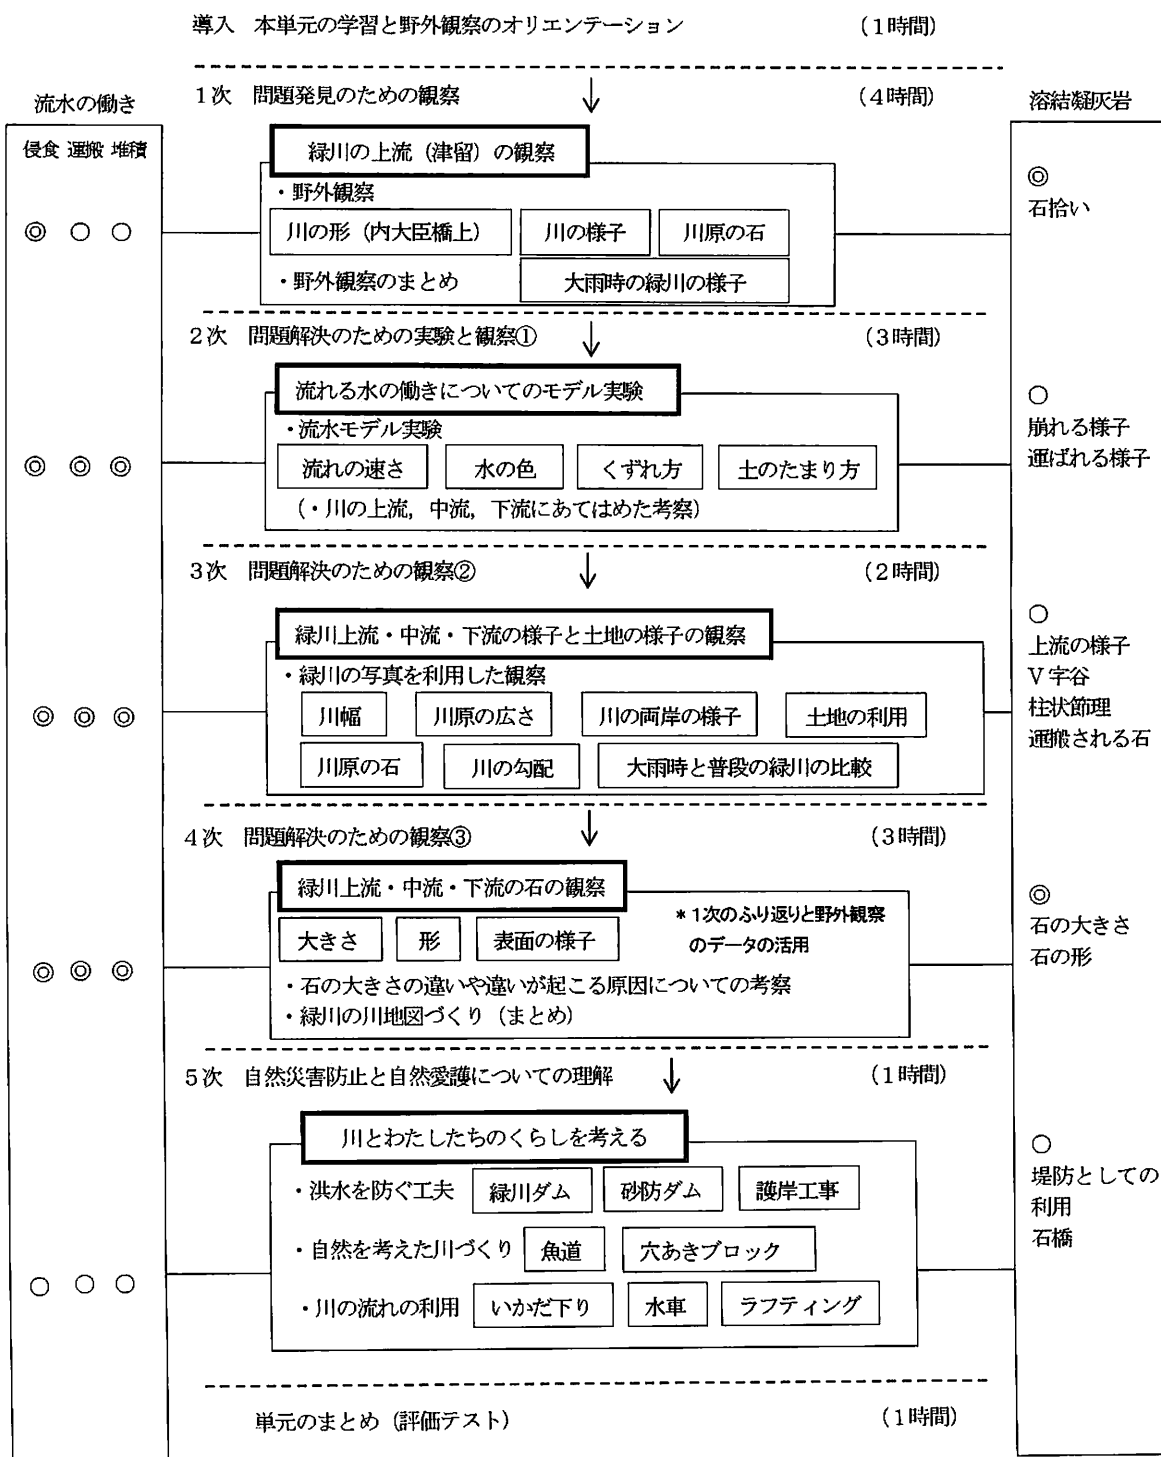 導入 本単元の学習と野外観察のオリエンテーション (1時間)
流水の働き
侵食 運搬 堆積
溶結凝灰岩
1次 問題発見のための観察 (4時間)
緑川の上流(津留)の観察
・野外観察
川の形(内大臣橋上) 川の様子 川原の石
・野外観察のまとめ 大雨時の緑川の様子
◎ ○ ○
◎
石拾い
2次 問題解決のための実験と観察① (3時間)
流れる水の働きについてのモデル実験
・流水モデル実験
流れの速さ 水の色 くずれ方 土のたまり方
(・川の上流,中流,下流にあてはめた考察)
◎ ◎ ◎
○
崩れる様子
運ばれる様子
3次 問題解決のための観察② (2時間)
緑川上流・中流・下流の様子と土地の様子の観察
・緑川の写真を利用した観察
川幅 川原の広さ 川の両岸の様子 土地の利用
川原の石 川の勾配 大雨時と普段の緑川の比較
◎ ◎ ◎
○
上流の様子
V字谷
柱状節理
運搬される石
4次 問題解決のための観察③ (3時間)
緑川上流・中流・下流の石の観察
*1次のふり返りと野外観察
のデータの活用
大きさ 形 表面の様子
・石の大きさの違いや違いが起こる原因についての考察
・緑川の川地図づくり(まとめ)
◎ ◎ ◎
◎
石の大きさ
石の形
5次 自然災害防止と自然愛護についての理解 (1時間)
川とわたしたちのくらしを考える
・洪水を防ぐ工夫 緑川ダム 砂防ダム 護岸工事
・自然を考えた川づくり 魚道 穴あきブロック
・川の流れの利用 いかだ下り 水車 ラフティング
○ ○ ○
○
堤防としての
利用
石橋
単元のまとめ(評価テスト) (1時間)